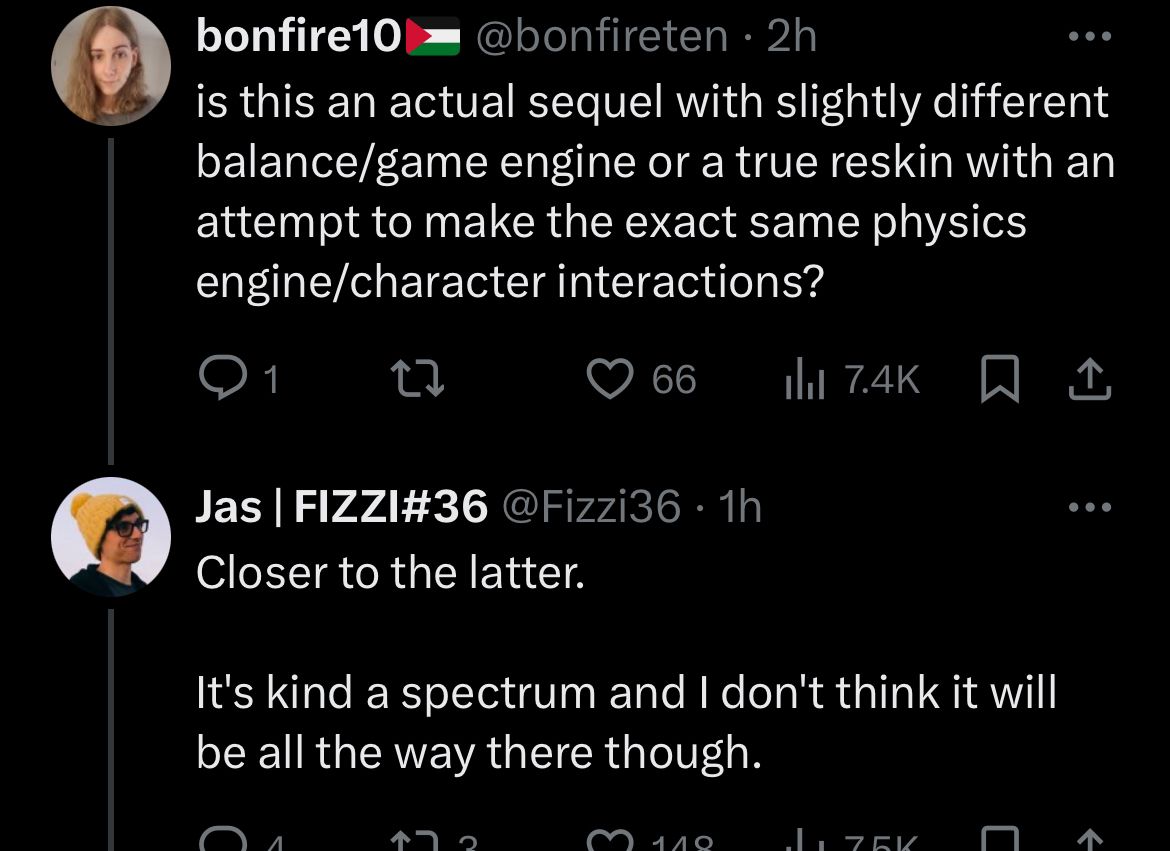 bonfire10🇵🇸 @bonfireten · 2h
is this an actual sequel with slightly different
balance/game engine or a true reskin with an
attempt to make the exact same physics
engine/character interactions?
1 66 7.4K
Jas | FIZZI#36 @Fizzi36 · 1h
Closer to the latter.
It's kind a spectrum and I don't think it will
be all the way there though.
4 3 148 7.5K